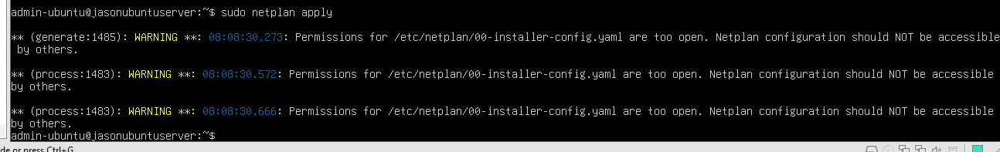 admin-ubuntu@jasonubuntuserver:~$ sudo netplan apply
** (generate:1485): WARNING **: 08:08:30.273: Permissions for /etc/netplan/00-installer-config.yaml are too open. Netplan configuration should NOT be accessible
by others.
** (process:1483): WARNING **: 08:08:30.572: Permissions for /etc/netplan/00-installer-config.yaml are too open. Netplan configuration should NOT be accessible
by others.
** (process:1483): WARNING **: 08:08:30.666: Permissions for /etc/netplan/00-installer-config.yaml are too open. Netplan configuration should NOT be accessible
by others.
admin-ubuntu@jasonubuntuserver:~$
de or press Ctrl+G